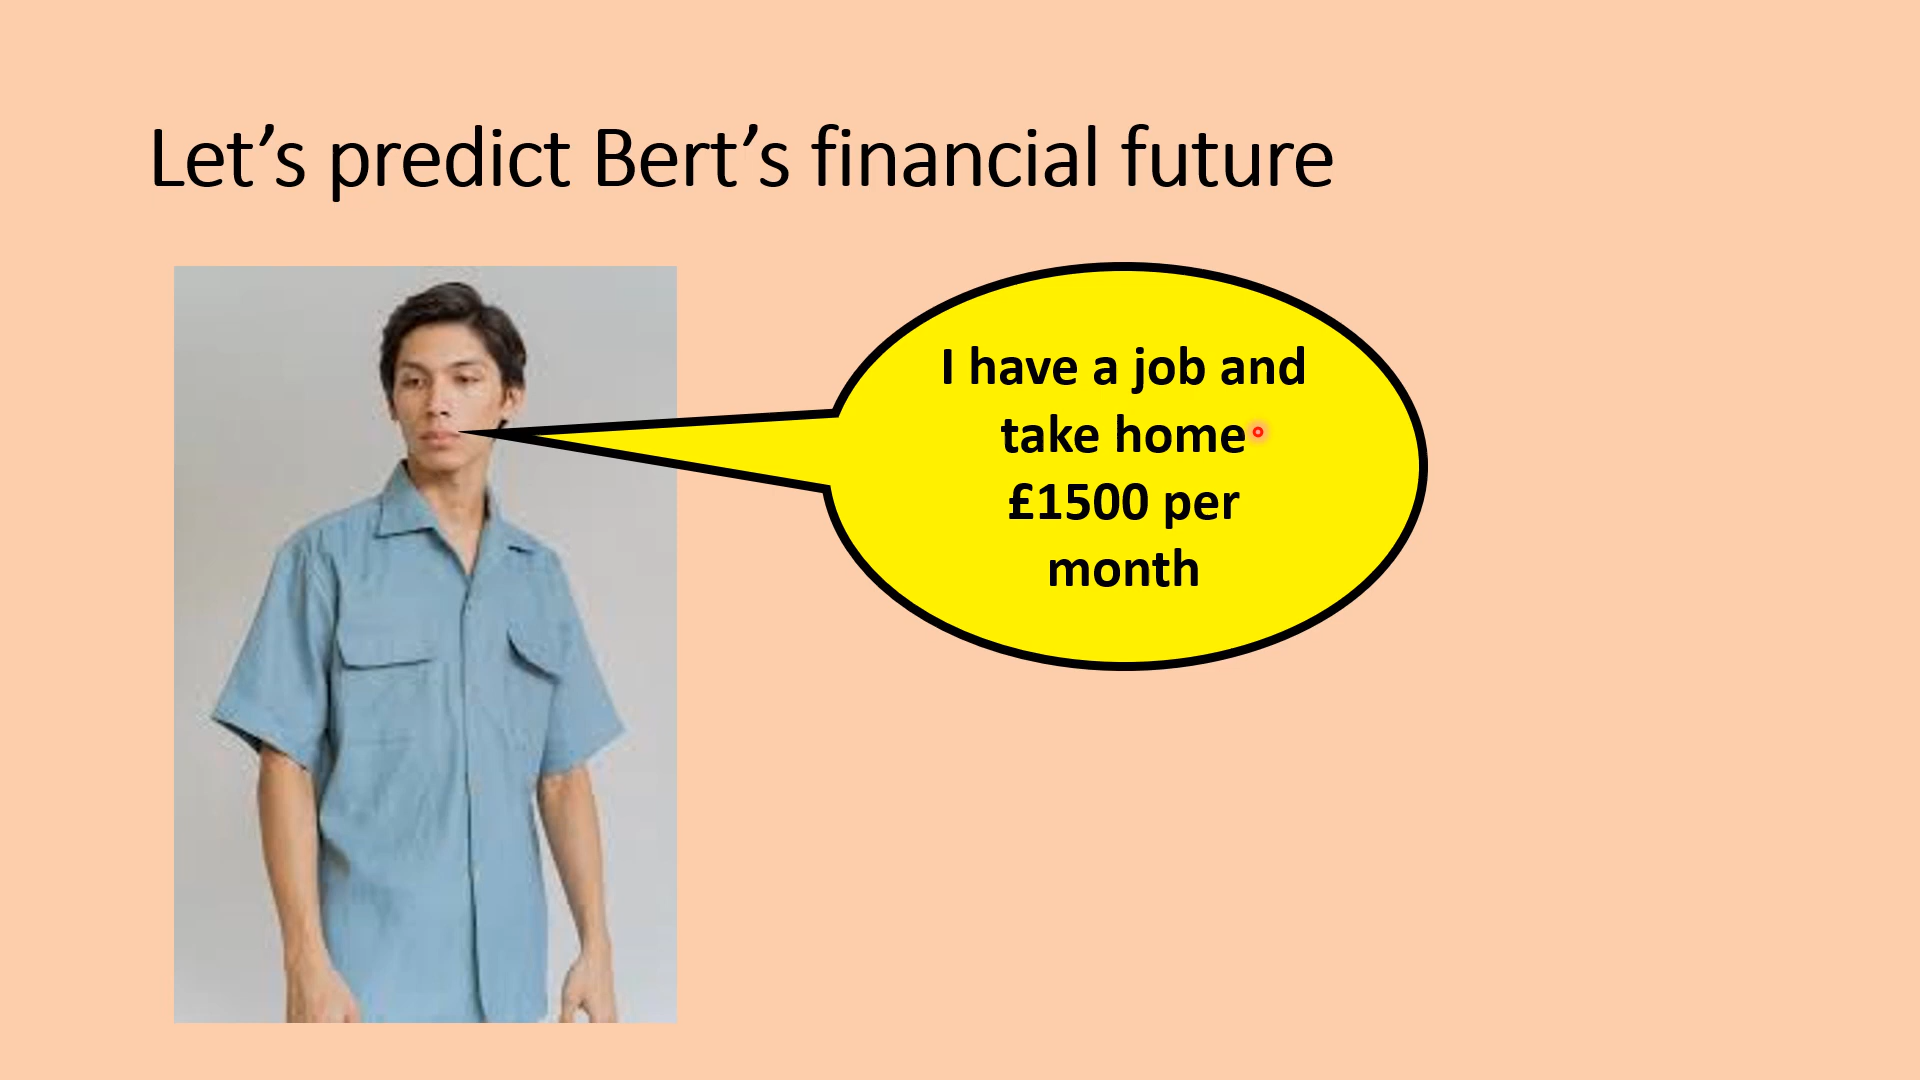 Let’s predict Bert’s financial future
I have a job and
take home
£1500 per
month